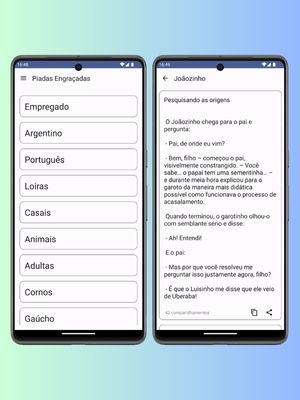 16:48
Piadas Engraçadas
Empregado
Argentino
Português
Loiras
Casais
Animais
Adultas
Cornos
Gaúcho
16:49
Joãozinho
Pesquisando as origens
O Joãozinho chega para o pai e
pergunta:
- Pai, de onde eu vim?
- Bem, filho – começou o pai,
visivelmente constrangido. – Você
sabe... o papai tem uma sementinha... –
e durante meia hora explicou para o
garoto da maneira mais didática
possível como funcionava o processo de
acasalamento.
Quando terminou, o garotinho olhou-o
com semblante sério e disse:
- Ah! Entendi!
E o pai:
- Mas por que você resolveu me
perguntar isso justamente agora, filho?
- É que o Luisinho me disse que ele veio
de Uberaba!
42 compartilhamentos